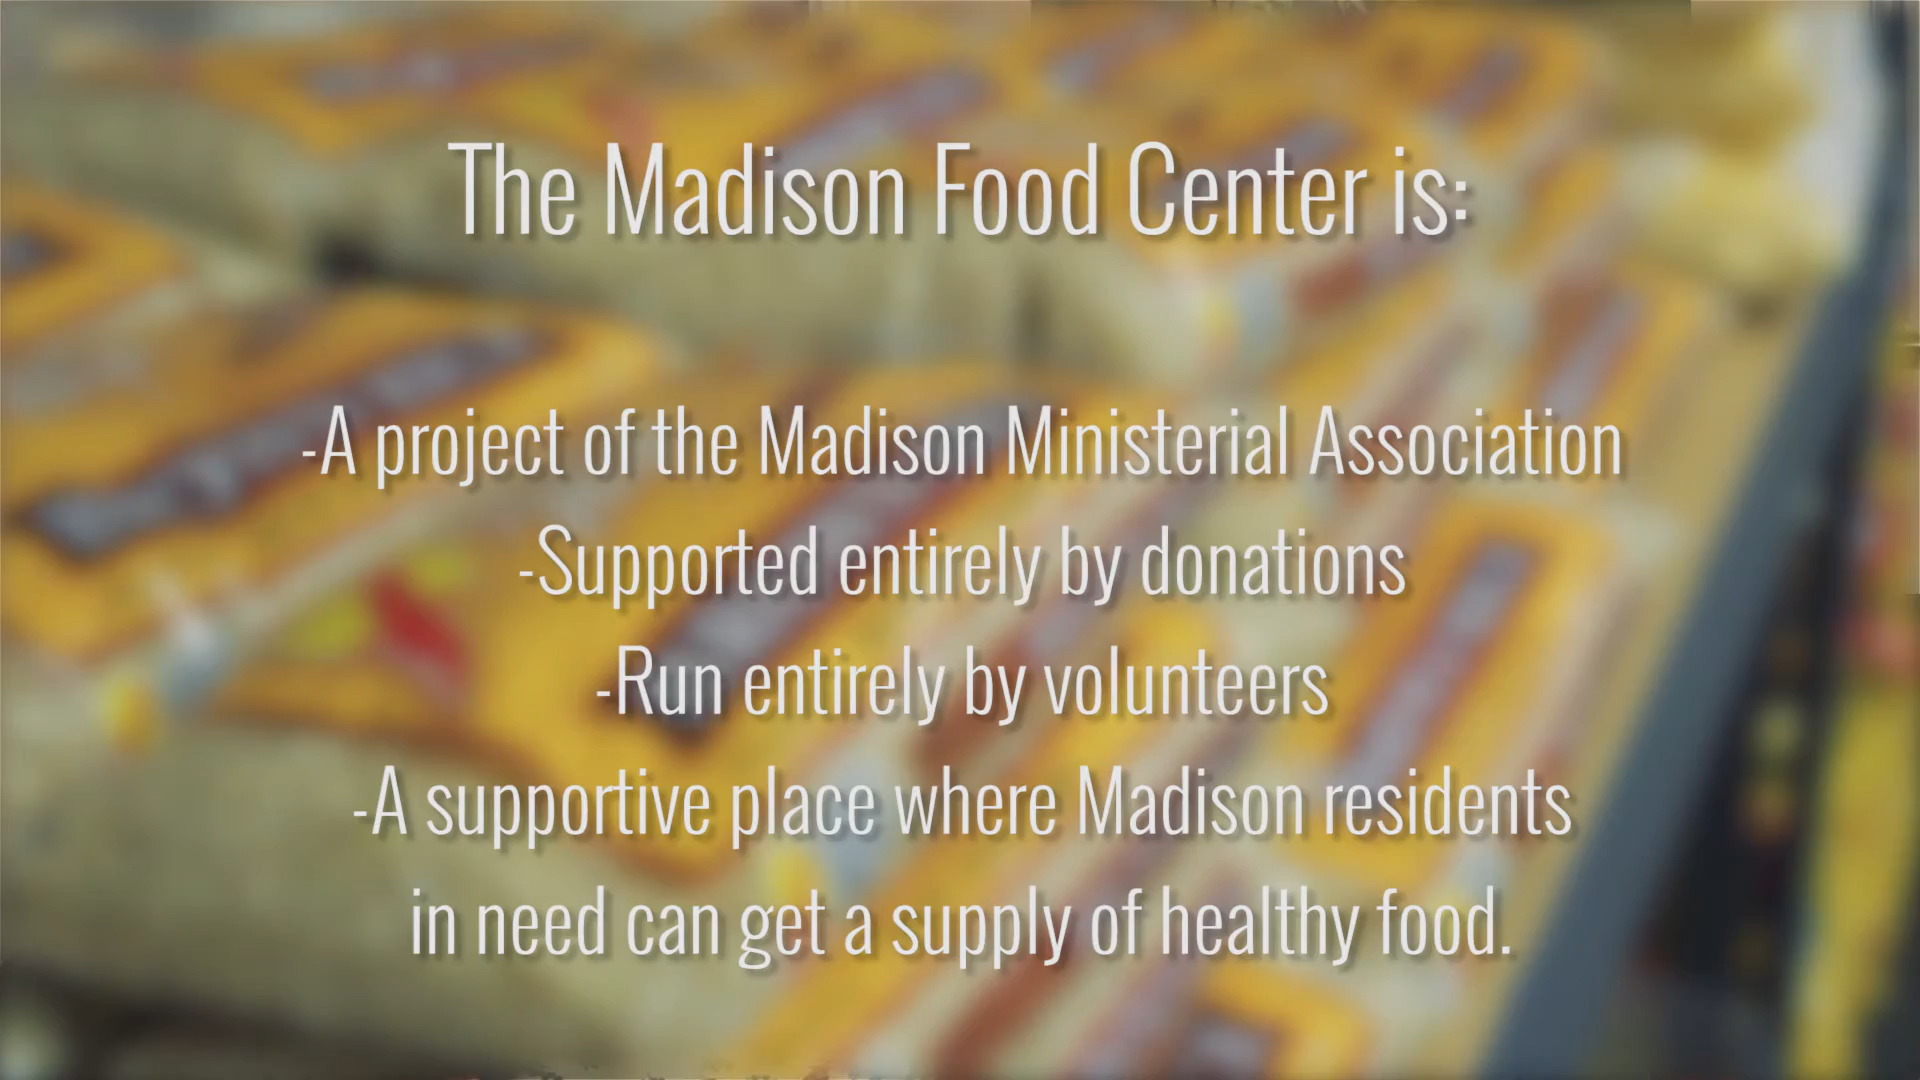 The Madison Food Center is:
-A project of the Madison Ministerial Association
-Supported entirely by donations
-Run entirely by volunteers
-A supportive place where Madison residents
in need can get a supply of healthy food.